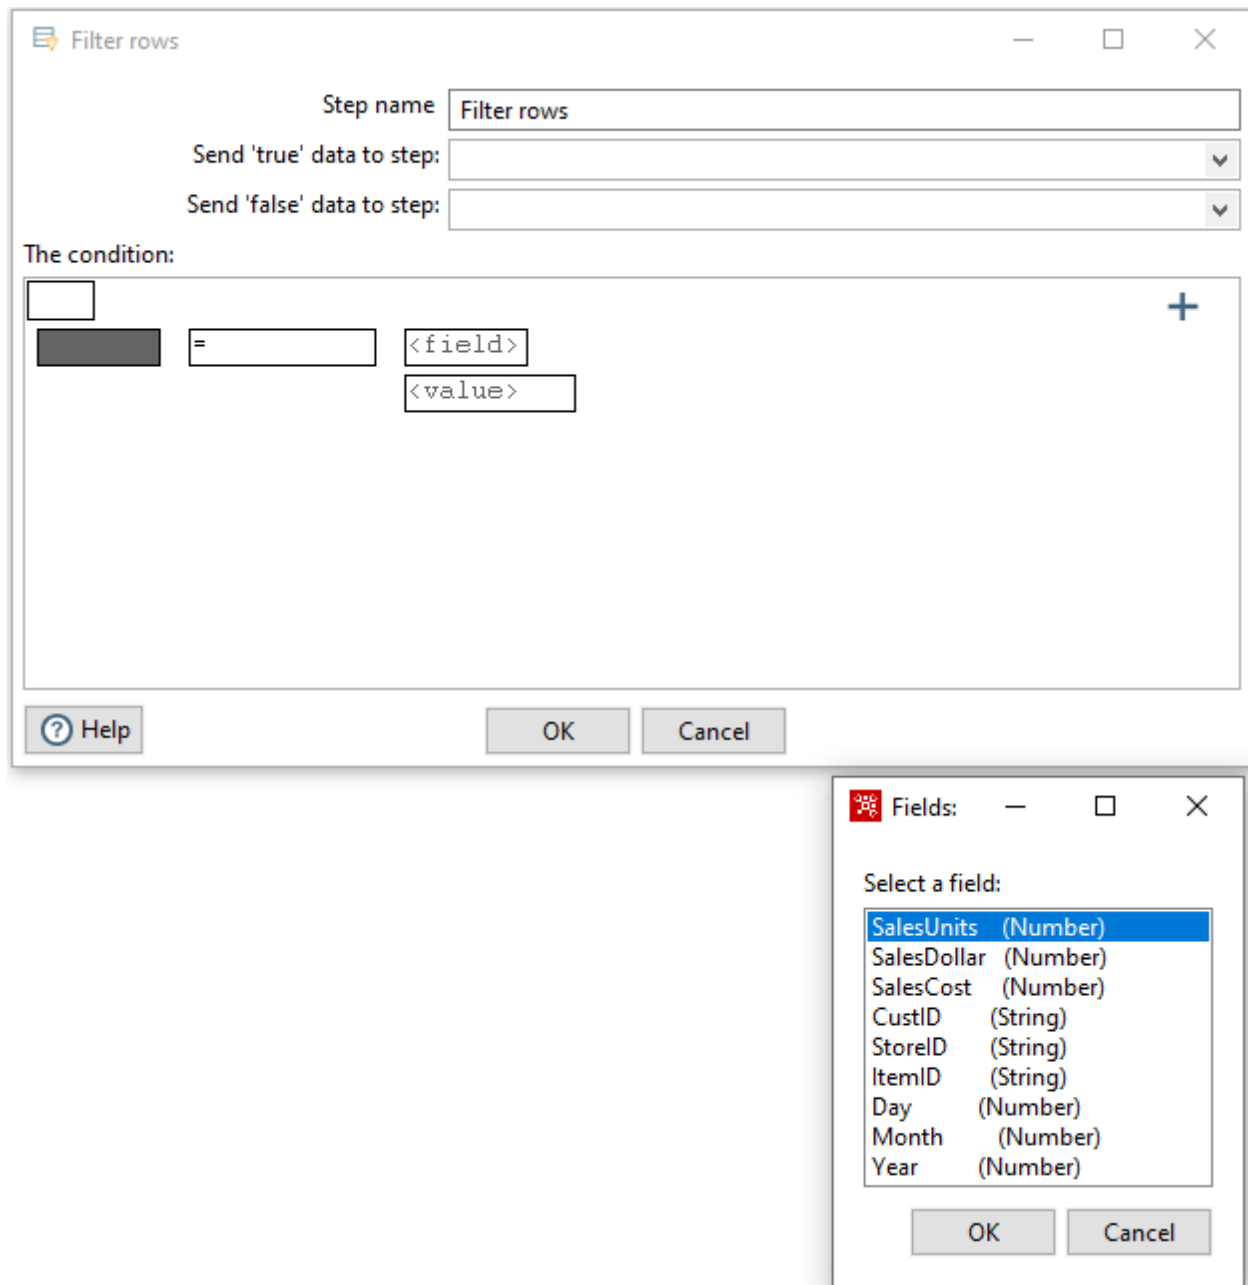 Filter rows
Step name Filter rows
Send 'true' data to step:
Send 'false' data to step:
The condition:
= <field>
<value>
Help OK Cancel
Fields:
Select a field:
SalesUnits (Number)
SalesDollar (Number)
SalesCost (Number)
CustID (String)
StoreID (String)
ItemID (String)
Day (Number)
Month (Number)
Year (Number)
OK Cancel